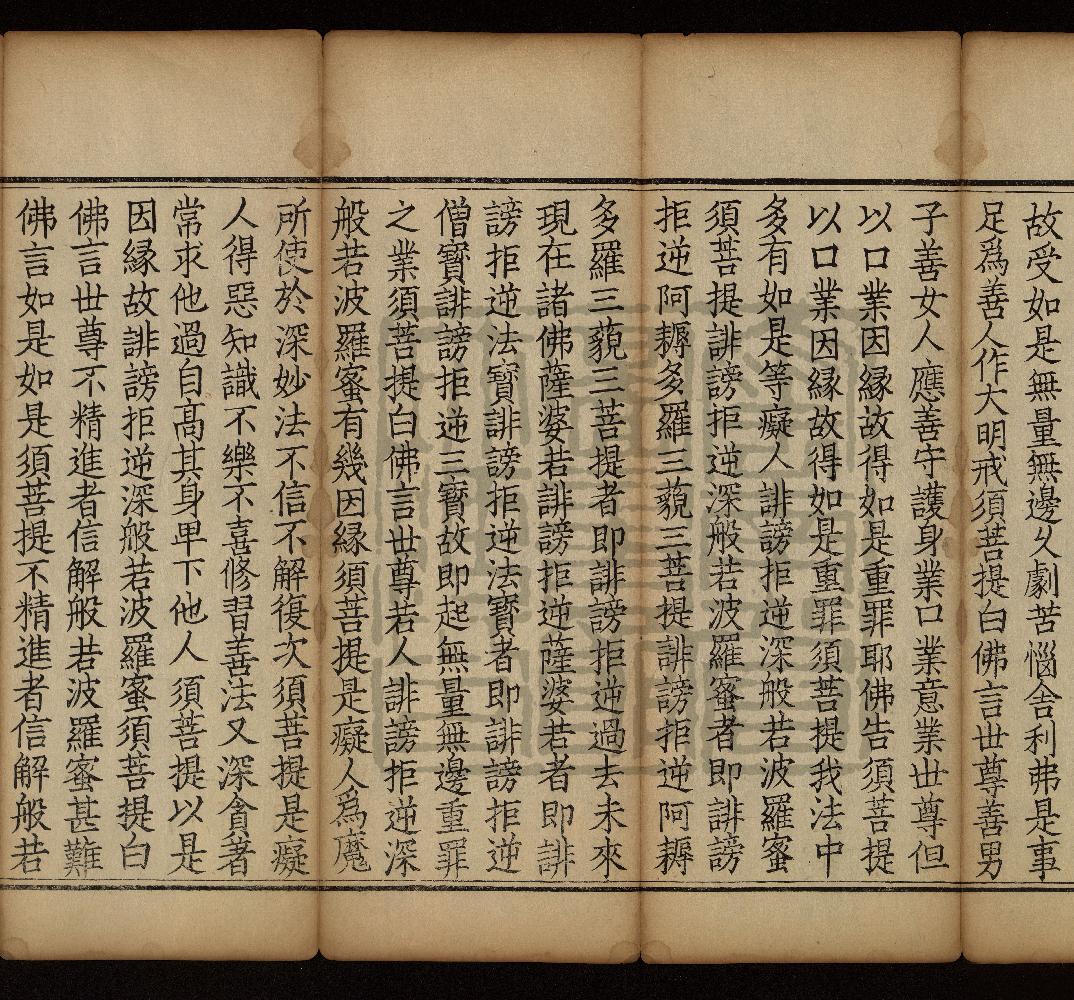 故受如是無量無邊久劇苦惱舍利弗是事
足爲善人作大明戒須菩提白佛言世尊善男
子善女人應善守護身業口業意業世尊但
以口業因緣故得如是重罪耶佛告須菩提
以口業因緣故得如是重罪須菩提我法中
多有如是等癡人誹謗拒逆深般若波羅蜜
須菩提誹謗拒逆深般若波羅蜜者即誹謗
拒逆阿耨多羅三藐三菩提誹謗拒逆阿耨
多羅三藐三菩提者即誹謗拒逆過去未來
現在諸佛薩婆若誹謗拒逆薩婆若者即誹
謗拒逆法寶誹謗拒逆法寶者即誹謗拒逆
僧寶誹謗拒逆三寶故即起無量無邊重罪
之業須菩提白佛言世尊若人誹謗拒逆深
般若波羅蜜有幾因緣須菩提是癡人爲魔
所使於深妙法不信不解復次須菩提是癡
人得惡知識不樂不喜修習善法又深貪著
常求他過自高其身卑下他人須菩提以是
因緣故誹謗拒逆深般若波羅蜜須菩提白
佛言世尊不精進者信解般若波羅蜜甚難
佛言如是如是須菩提不精進者信解般若